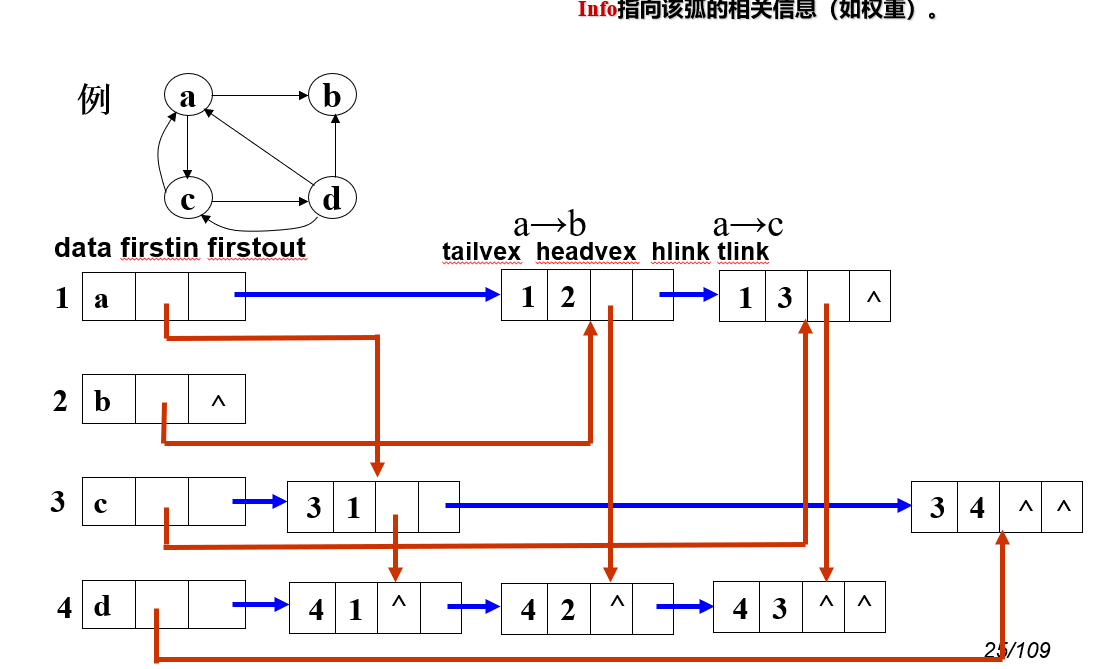 Info指向该弧的相关信息（如权重）。
例
a b
c d
a→b a→c
data firstin firstout tailvex headvex hlink tlink
1 a 1 2 1 3 ^
2 b ^
3 c 3 1 3 4 ^ ^
4 d 4 1 ^ 4 2 ^ 4 3 ^ ^
25/109